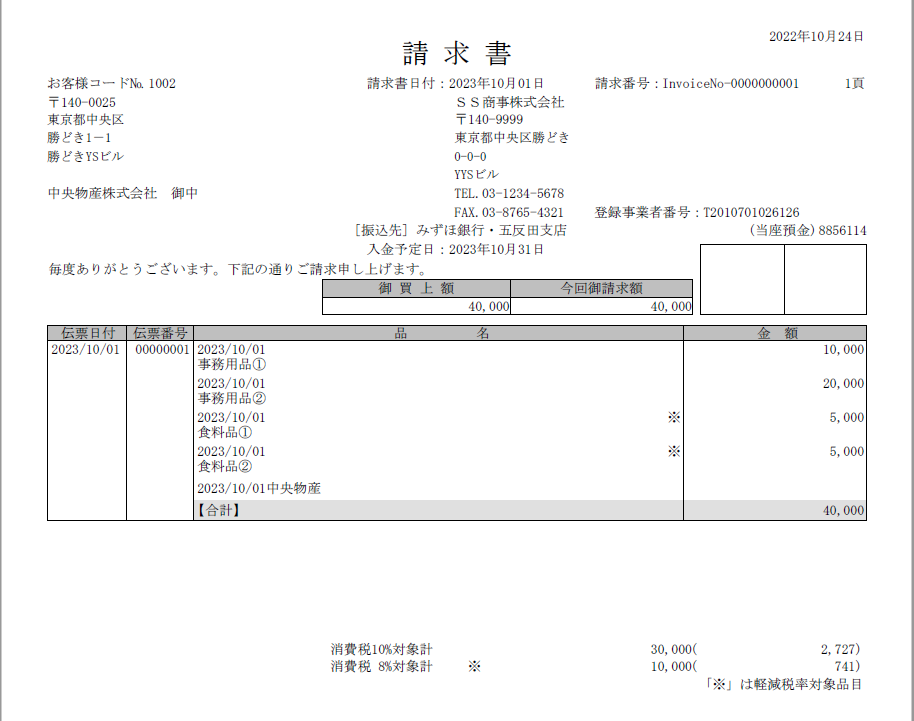 2022年10月24日
請 求 書
お客様コードNo.1002
請求書日付：2023年10月01日
請求番号：InvoiceNo-0000000001
1頁
〒140-0025
東京都中央区
勝どき1－1
勝どきYSビル
中央物産株式会社　御中
ＳＳ商事株式会社
〒140-9999
東京都中央区勝どき
0-0-0
YYSビル
TEL.03-1234-5678
FAX.03-8765-4321
登録事業者番号：T2010701026126
［振込先］みずほ銀行・五反田支店
(当座預金)8856114
入金予定日：2023年10月31日
毎度ありがとうございます。下記の通りご請求申し上げます。
御 買 上 額　今回御請求額
40,000　40,000
伝票日付　伝票番号　品　名　金　額
2023/10/01　00000001　2023/10/01　10,000
事務用品①
2023/10/01　20,000
事務用品②
2023/10/01　※　5,000
食料品①
2023/10/01　※　5,000
食料品②
2023/10/01中央物産
【合計】　40,000
消費税10%対象計　30,000(　2,727)
消費税 8%対象計　※　10,000(　741)
「※」は軽減税率対象品目